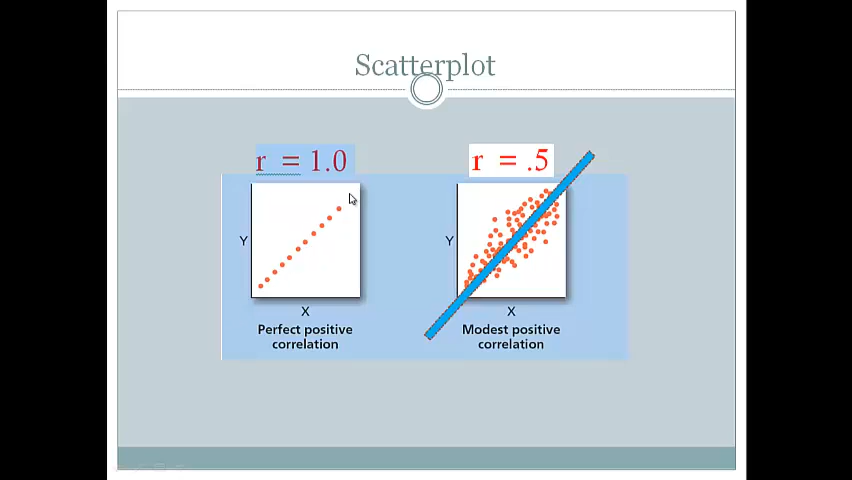 Scatterplot
r = 1.0
r = .5
Y
Y
X
X
Perfect positive
correlation
Modest positive
correlation